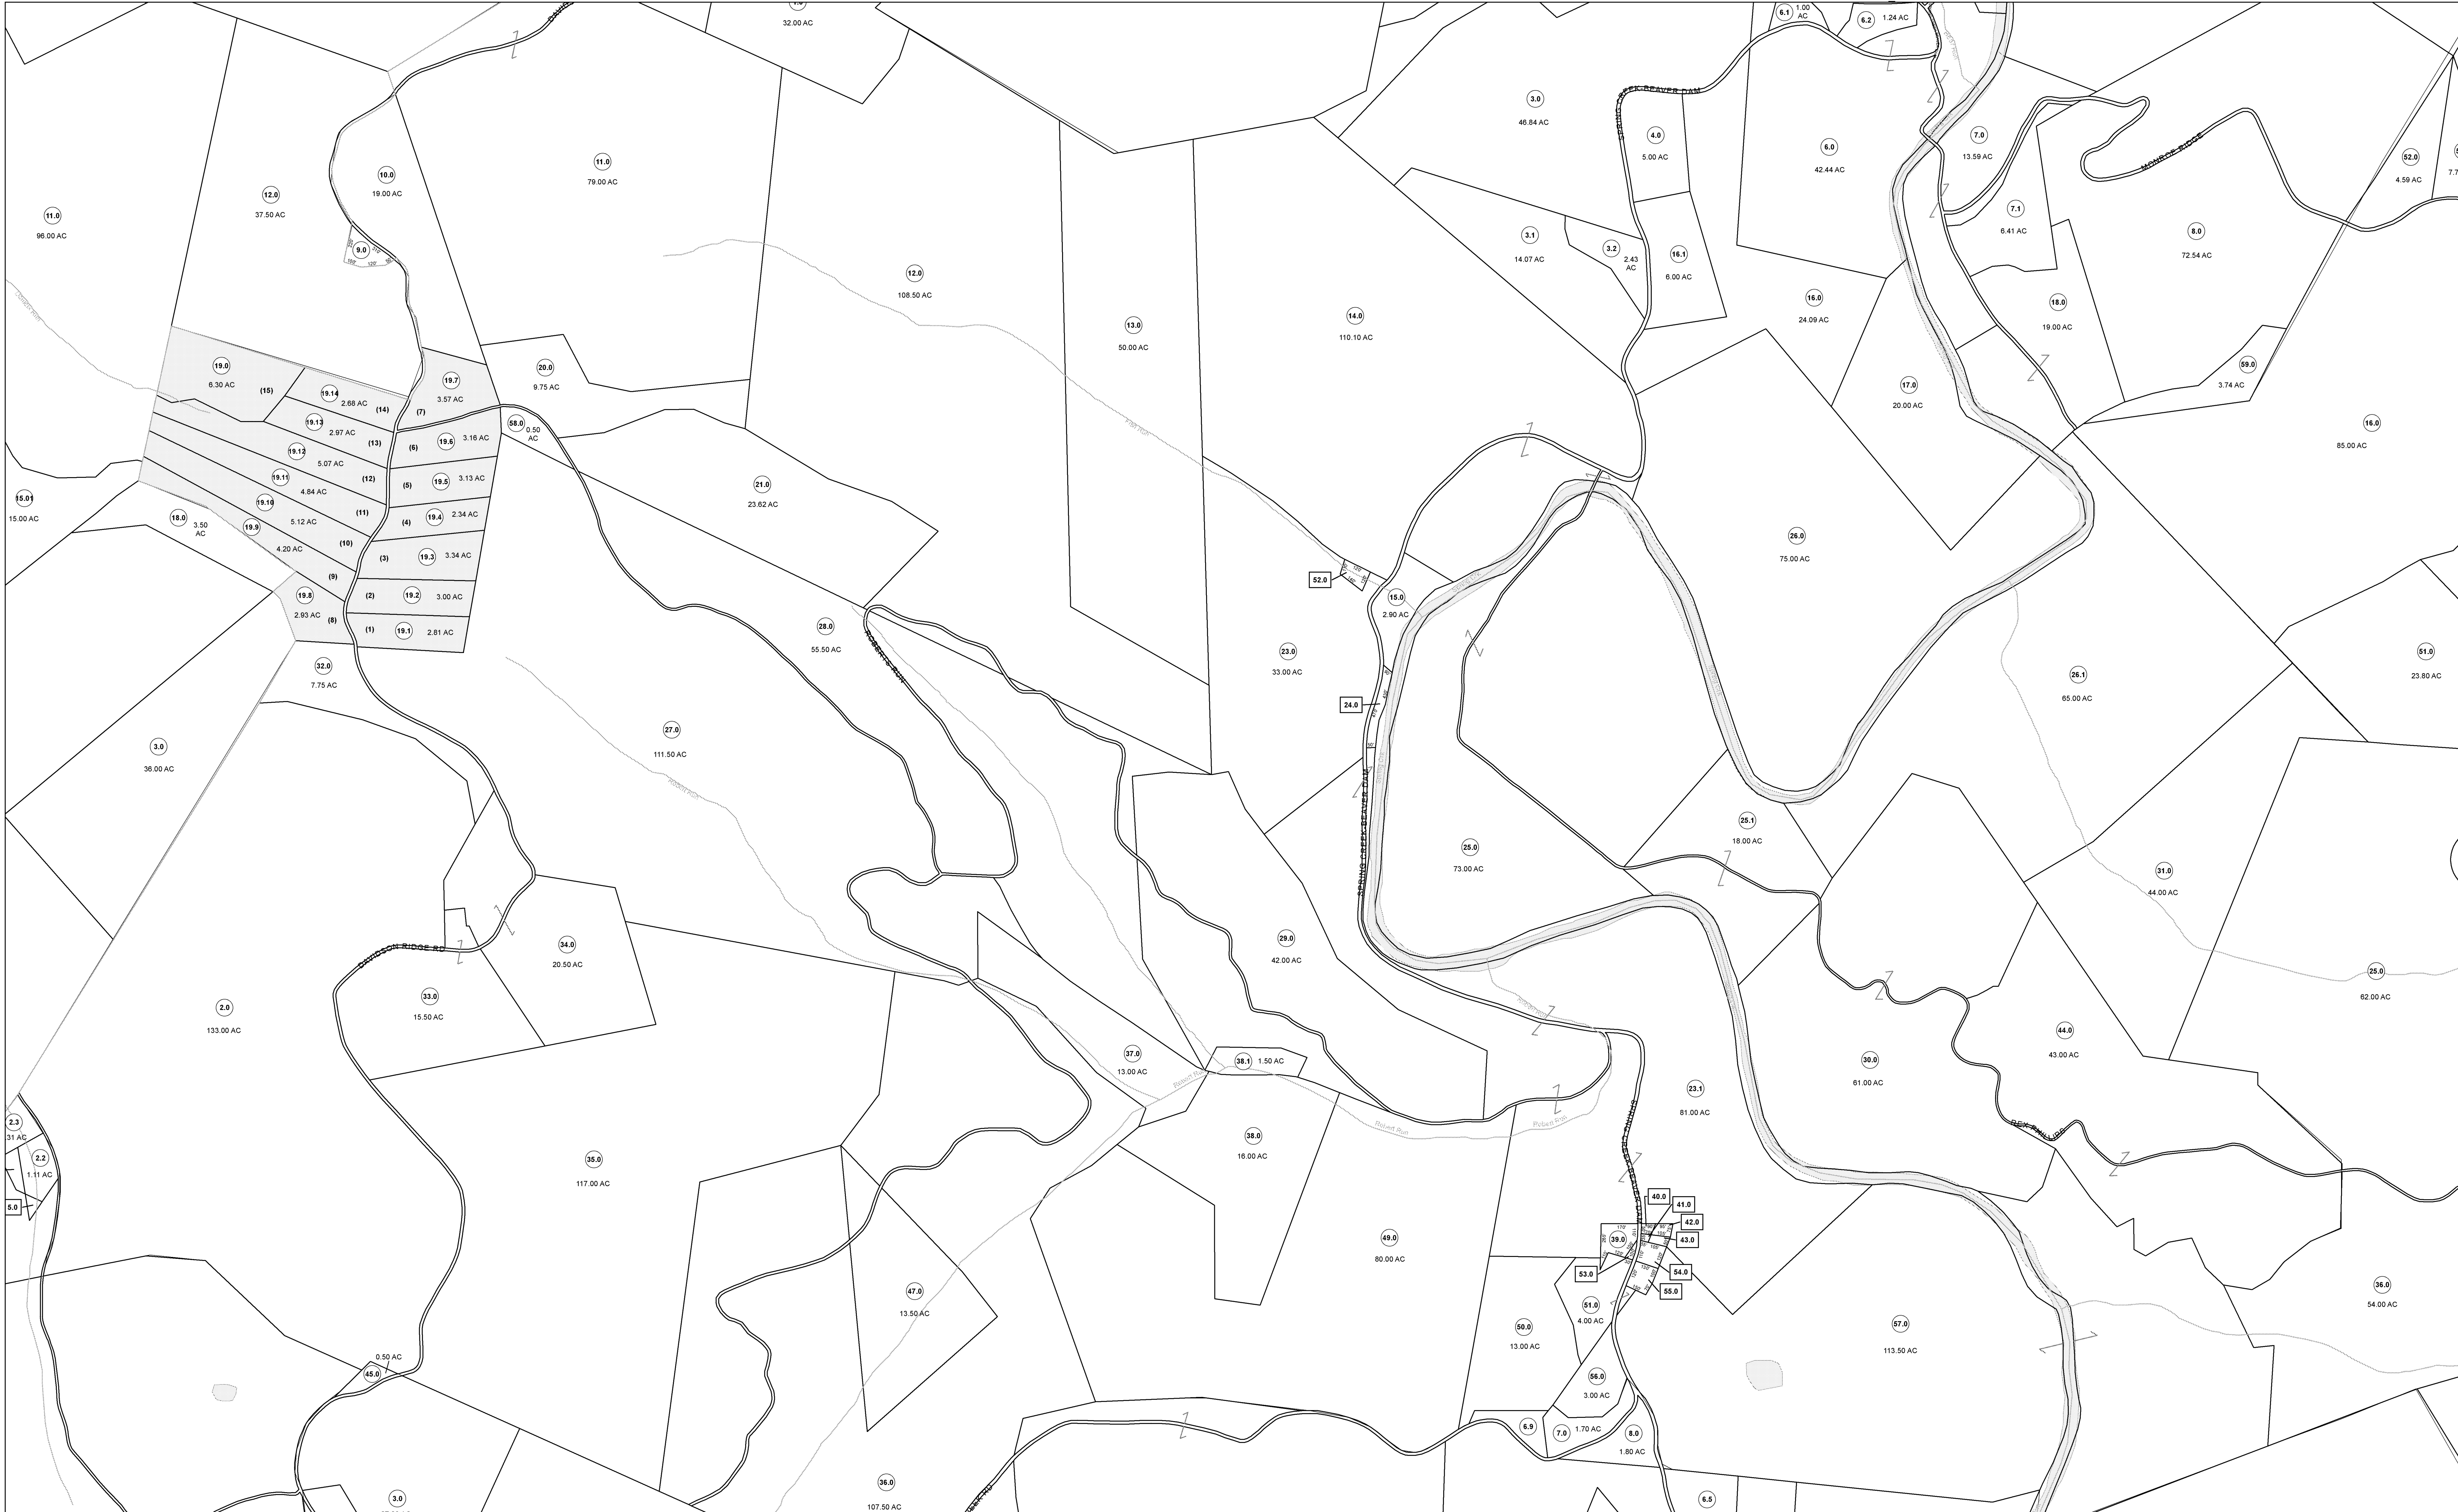 32.00 AC
6.1
1.00
AC
6.2
1.24 AC
SPRING CREEK-BEAVER DAM
3.0
46.84 AC
4.0
5.00 AC
6.0
42.44 AC
7.0
13.59 AC
MONROE RIDGE
52.0
4.59 AC
11.0
96.00 AC
12.0
37.50 AC
10.0
19.00 AC
9.0
120'
11.0
79.00 AC
12.0
108.50 AC
13.0
50.00 AC
14.0
110.10 AC
3.1
14.07 AC
3.2
2.43
AC
16.1
6.00 AC
16.0
24.09 AC
7.1
6.41 AC
8.0
72.54 AC
18.0
19.00 AC
59.0
3.74 AC
17.0
20.00 AC
16.0
85.00 AC
19.0
6.30 AC
(15)
19.14
2.68 AC
(14)
19.7
3.57 AC
(7)
20.0
9.75 AC
19.13
2.97 AC
(13)
19.6
3.16 AC
(6)
58.0
0.50
AC
19.12
5.07 AC
(12)
19.5
3.13 AC
(5)
19.11
4.84 AC
(11)
19.4
2.34 AC
(4)
19.10
5.12 AC
(10)
19.3
3.34 AC
(3)
19.9
4.20 AC
(9)
19.2
3.00 AC
(2)
19.8
2.93 AC
(8)
19.1
2.81 AC
(1)
15.01
15.00 AC
18.0
3.50
AC
21.0
23.62 AC
26.0
75.00 AC
52.0
15.0
2.90 AC
28.0
55.50 AC
ROBERTS RUN
23.0
33.00 AC
24.0
26.1
65.00 AC
51.0
23.80 AC
32.0
7.75 AC
3.0
36.00 AC
27.0
111.50 AC
Robert Run
SPRING CREEK-BEAVER DAM
25.0
73.00 AC
25.1
18.00 AC
31.0
44.00 AC
DAVIDSON RIDGE RD
34.0
20.50 AC
29.0
42.00 AC
25.0
62.00 AC
2.0
133.00 AC
33.0
15.50 AC
37.0
13.00 AC
38.1
1.50 AC
Robert Run
30.0
61.00 AC
44.0
43.00 AC
23.1
81.00 AC
REX PHILLIPS
2.3
.31 AC
2.2
1.11 AC
5.0
35.0
117.00 AC
38.0
16.00 AC
Robert Run
Robert Run
SPRING CREEK-BEAVER DAM
40.0
41.0
42.0
43.0
170'
39.0
53.0
54.0
55.0
49.0
80.00 AC
47.0
13.50 AC
51.0
4.00 AC
50.0
13.00 AC
57.0
113.50 AC
36.0
54.00 AC
0.50 AC
45.0
56.0
3.00 AC
6.9
7.0
1.70 AC
8.0
1.80 AC
3.0
36.0
107.50 AC
6.5